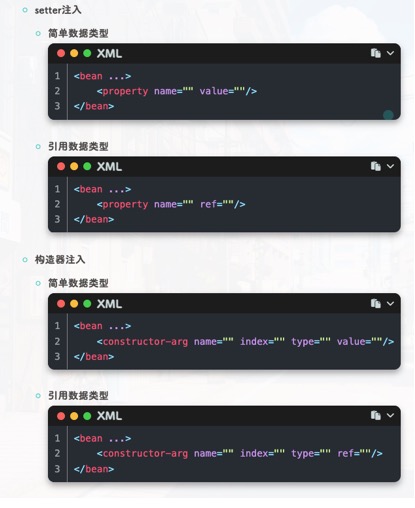 setter注入
简单数据类型
XML
1 <bean ...>
2     <property name="" value=""/>
3 </bean>
引用数据类型
XML
1 <bean ...>
2     <property name="" ref=""/>
3 </bean>
构造器注入
简单数据类型
XML
1 <bean ...>
2     <constructor-arg name="" index="" type="" value=""/>
3 </bean>
引用数据类型
XML
1 <bean ...>
2     <constructor-arg name="" index="" type="" ref=""/>
3 </bean>